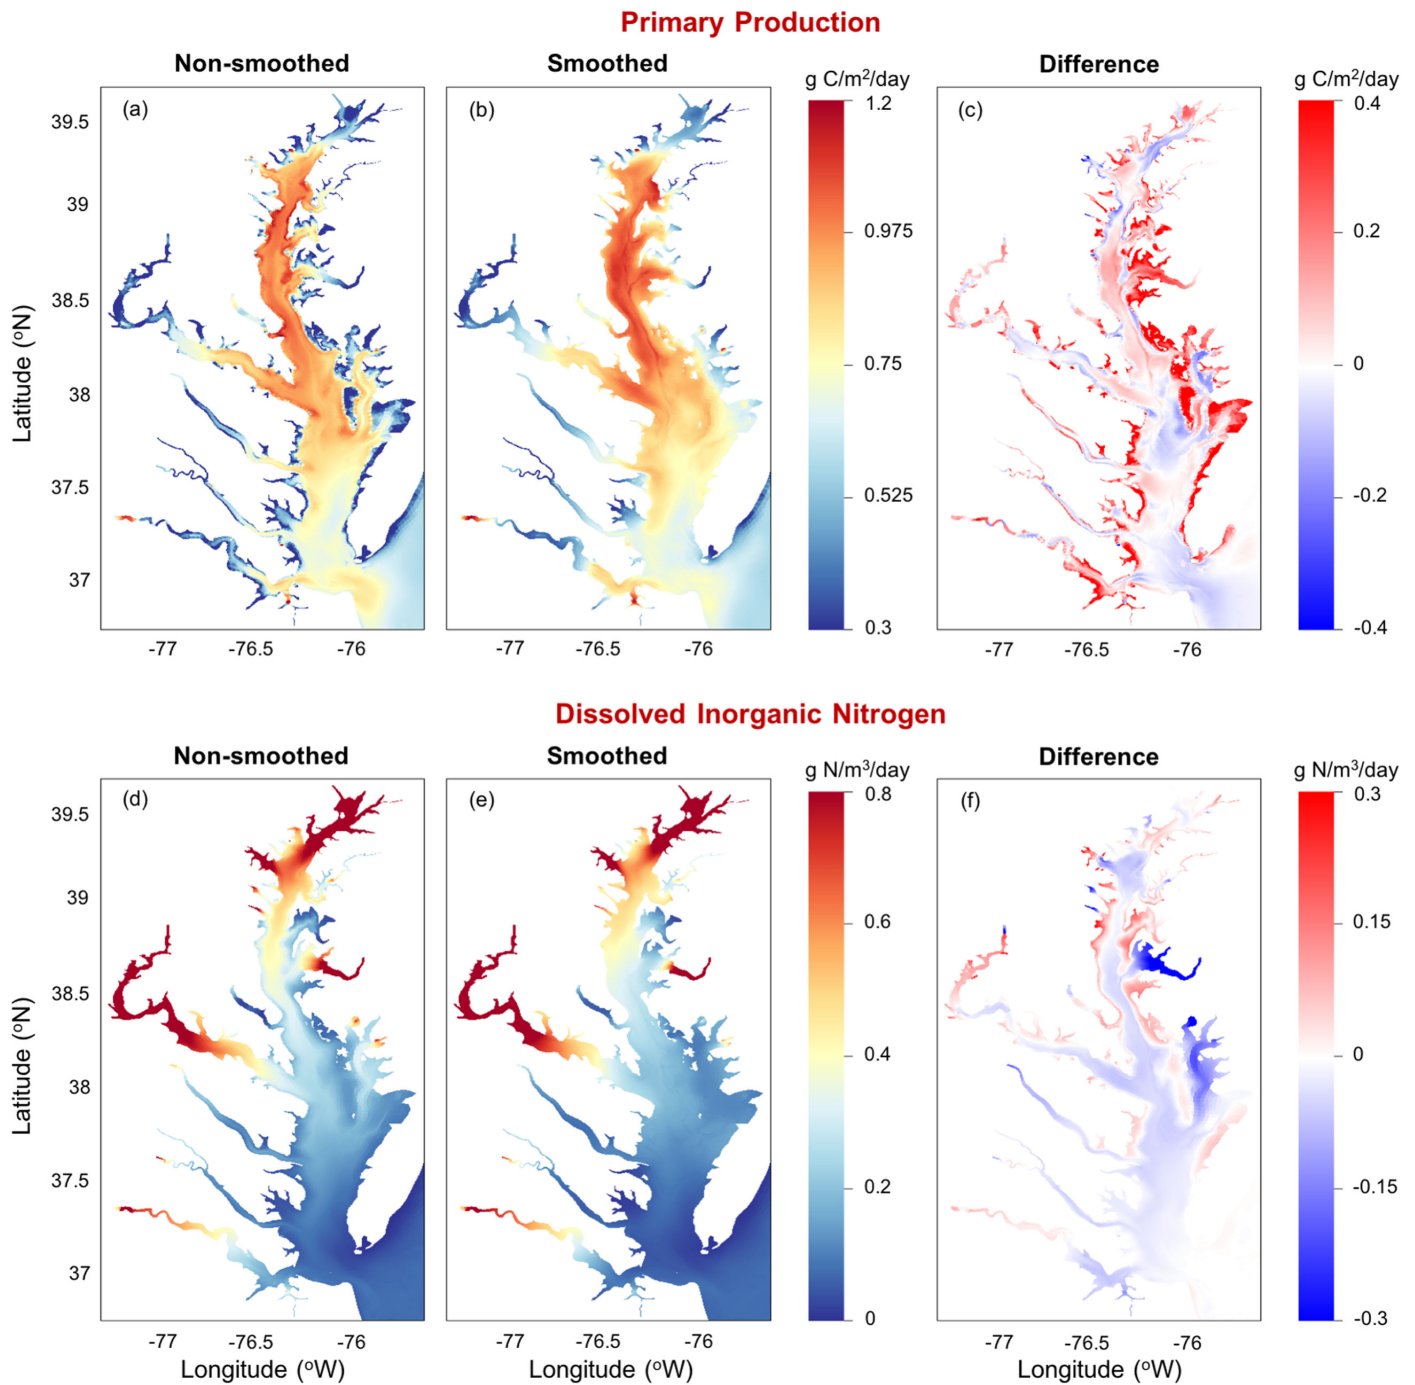 Primary Production
Non-smoothed
Smoothed
g C/m²/day
Difference
g C/m²/day
(a)
(b)
(c)
39.5
39
38.5
38
37.5
37
Latitude (°N)
1.2
0.975
0.75
0.525
0.3
0.4
0.2
0
-0.2
-0.4
-77
-76.5
-76
-77
-76.5
-76
-77
-76.5
-76
Dissolved Inorganic Nitrogen
Non-smoothed
Smoothed
g N/m³/day
Difference
g N/m³/day
(d)
(e)
(f)
39.5
39
38.5
38
37.5
37
Latitude (°N)
0.8
0.6
0.4
0.2
0
0.3
0.15
0
-0.15
-0.3
-77
-76.5
-76
-77
-76.5
-76
-77
-76.5
-76
Longitude (°W)
Longitude (°W)
Longitude (°W)